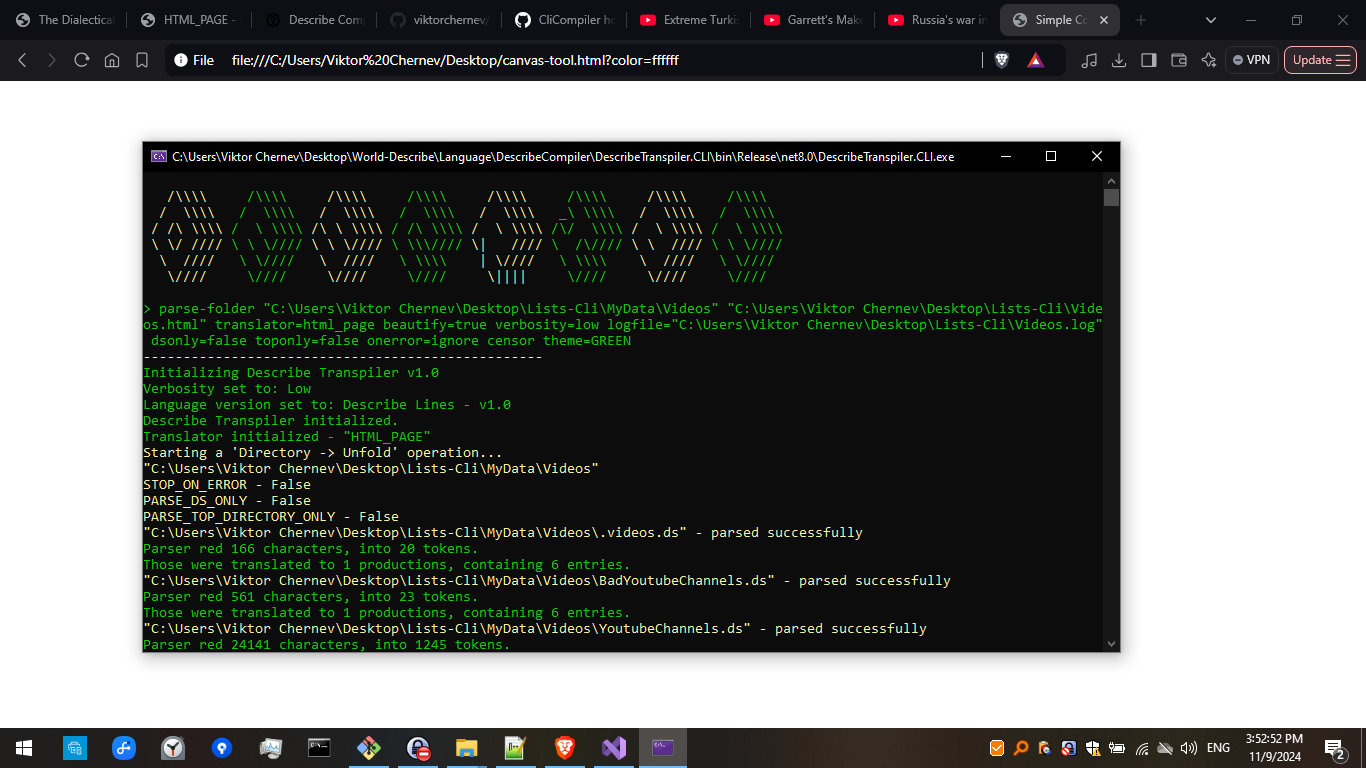 The Dialectical
HTML_PAGE -
Describe Com
viktorchernev/
CliCompiler ho
Extreme Turki
Garrett's Mak
Russia's war in
Simple Co
File
file:///C:/Users/Viktor%20Chernev/Desktop/canvas-tool.html?color=ffffff
VPN
Update
C:\Users\Viktor Chernev\Desktop\World-Describe\Language\DescribeCompiler\DescribeTranspiler.CLI\bin\Release\net8.0\DescribeTranspiler.CLI.exe
> parse-folder "C:\Users\Viktor Chernev\Desktop\Lists-Cli\MyData\Videos" "C:\Users\Viktor Chernev\Desktop\Lists-Cli\Vide
os.html" translator=html_page beautify=true verbosity=low logfile="C:\Users\Viktor Chernev\Desktop\Lists-Cli\Videos.log"
dsonly=false toponly=false onerror=ignore censor theme=GREEN
--------------------------------------------------
Initializing Describe Transpiler v1.0
Verbosity set to: Low
Language version set to: Describe Lines - v1.0
Describe Transpiler initialized.
Translator initialized - "HTML_PAGE"
Starting a 'Directory -> Unfold' operation...
"C:\Users\Viktor Chernev\Desktop\Lists-Cli\MyData\Videos"
STOP_ON_ERROR - False
PARSE_DS_ONLY - False
PARSE_TOP_DIRECTORY_ONLY - False
"C:\Users\Viktor Chernev\Desktop\Lists-Cli\MyData\Videos\.videos.ds" - parsed successfully
Parser red 166 characters, into 20 tokens.
Those were translated to 1 productions, containing 6 entries.
"C:\Users\Viktor Chernev\Desktop\Lists-Cli\MyData\Videos\BadYoutubeChannels.ds" - parsed successfully
Parser red 561 characters, into 23 tokens.
Those were translated to 1 productions, containing 6 entries.
"C:\Users\Viktor Chernev\Desktop\Lists-Cli\MyData\Videos\YoutubeChannels.ds" - parsed successfully
Parser red 24141 characters, into 1245 tokens.
ENG
3:52:52 PM
11/9/2024
2